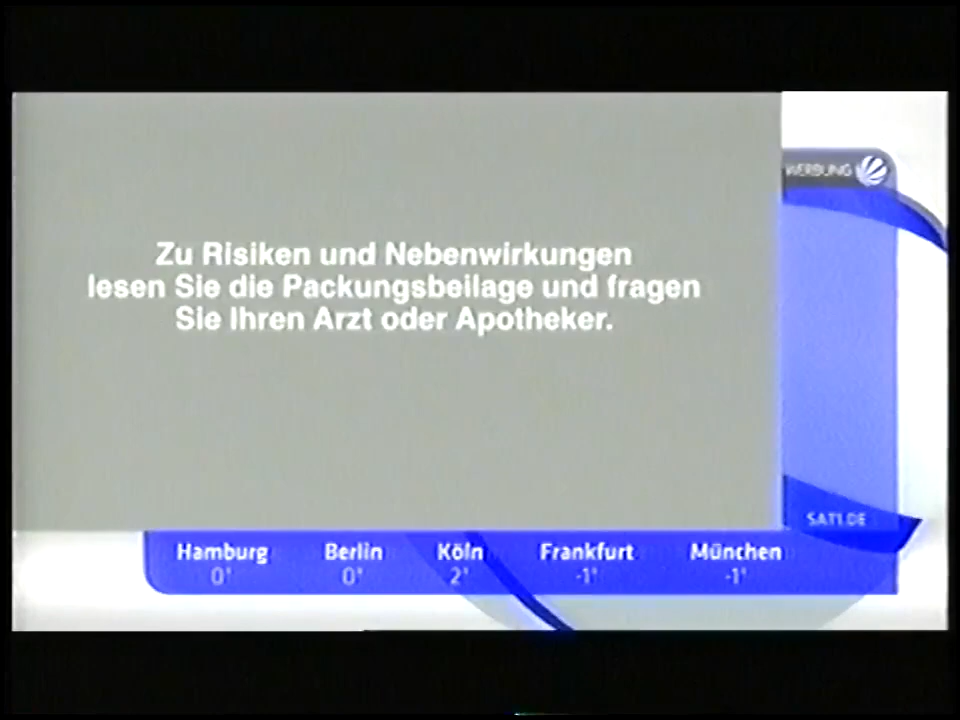 WERBUNG
Zu Risiken und Nebenwirkungen
lesen Sie die Packungsbeilage und fragen
Sie Ihren Arzt oder Apotheker.
SAT1.DE
Hamburg Berlin Köln Frankfurt München
0° 0° 2° -1° -1°